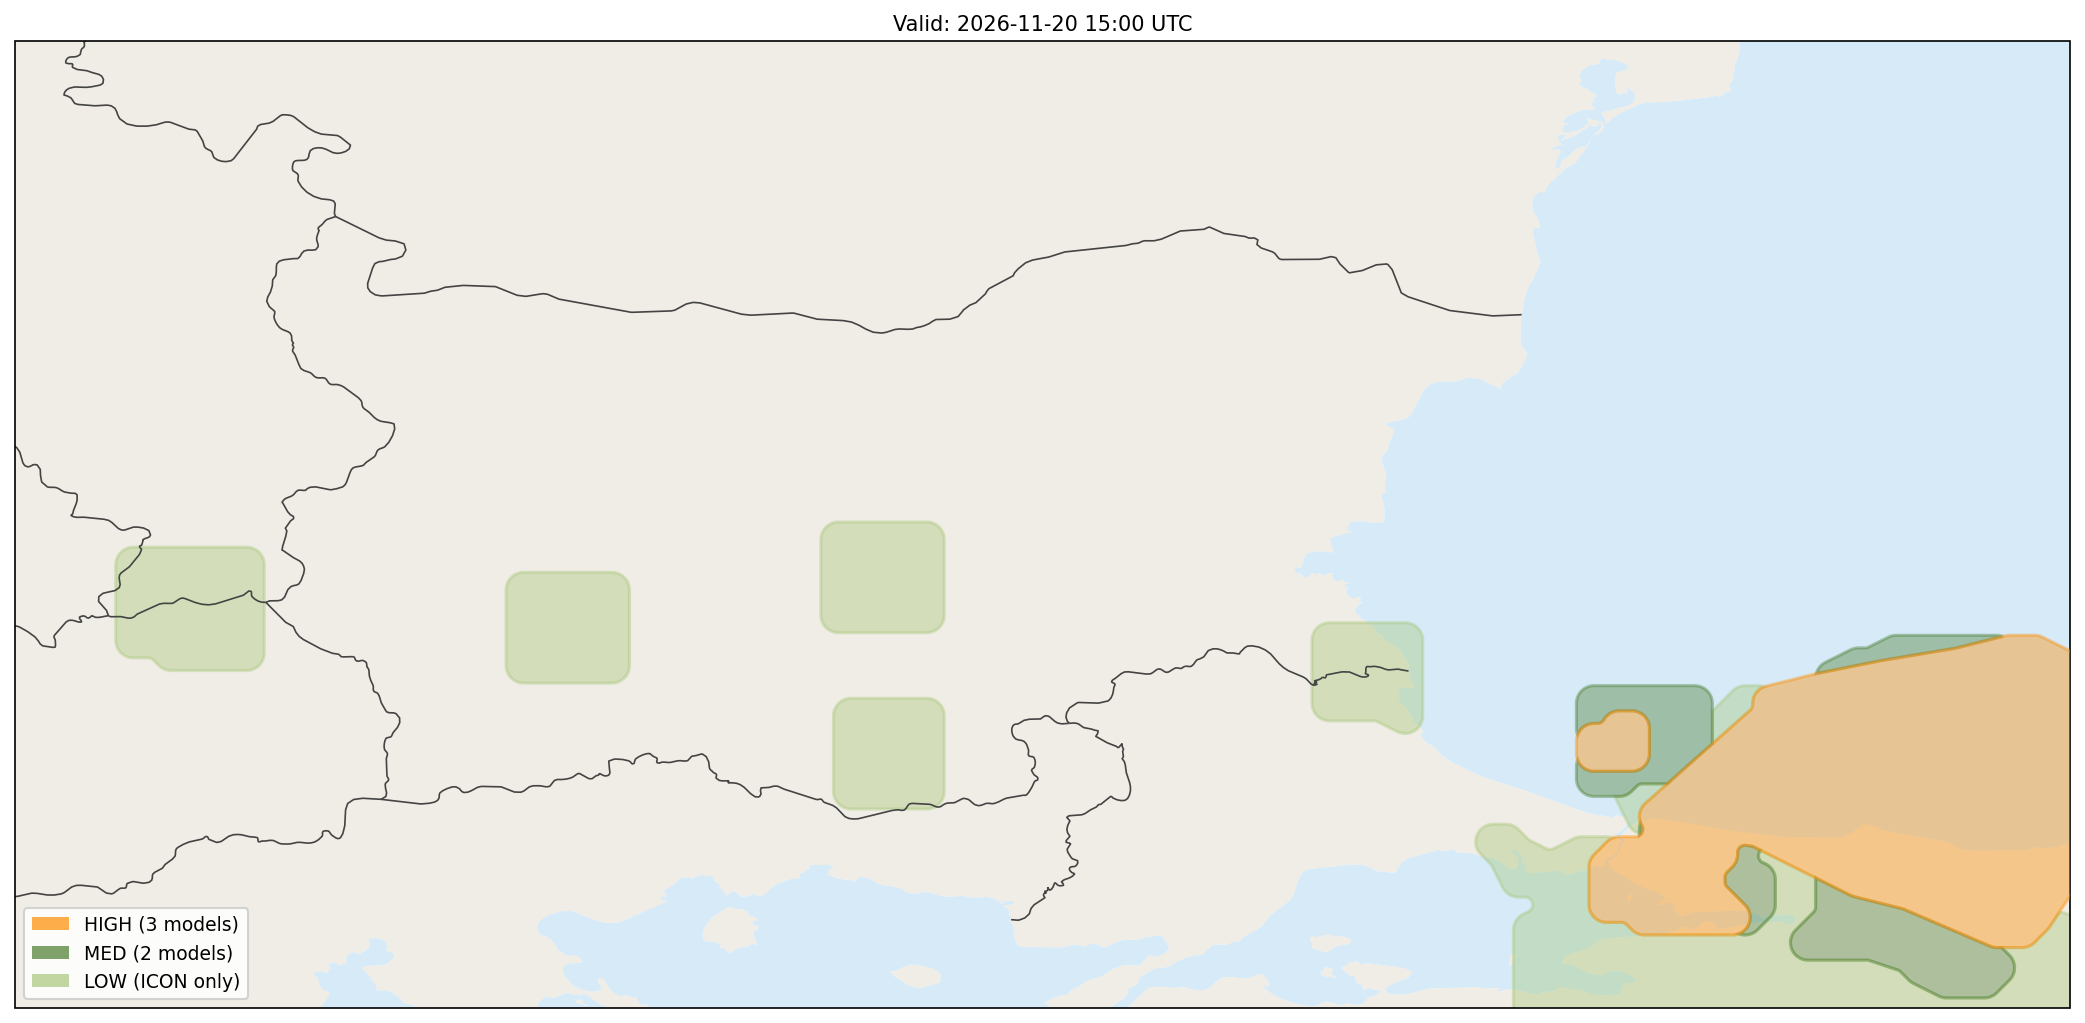 Valid: 2026-11-20 15:00 UTC
HIGH (3 models)
MED (2 models)
LOW (ICON only)